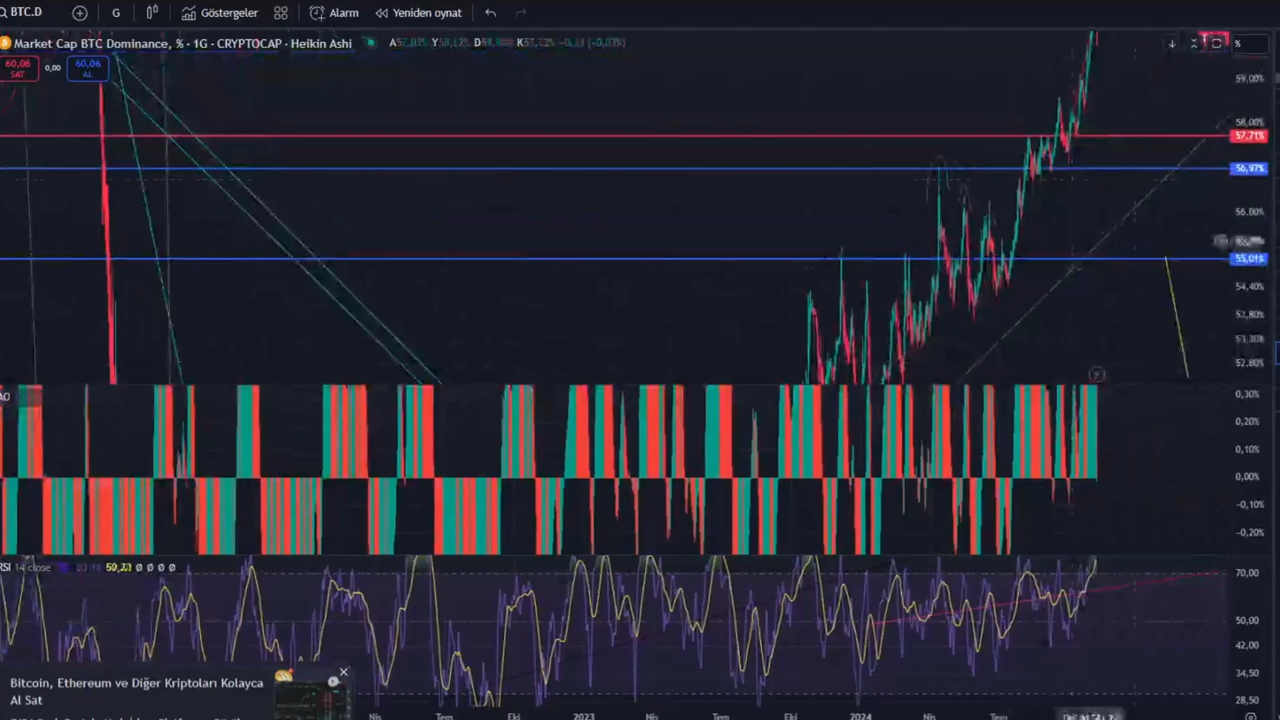 BTC.D G Göstergeler Alarm Yeniden oynat
Market Cap BTC Dominance, % · 1G · CRYPTOCAP · Heikin Ashi
60,06 SAT 0,00 60,06 AL
%
59,00%
58,00%
57,71%
56,97%
56,00%
55,01%
54,40%
53,80%
53,30%
52,80%
AO
0,30%
0,20%
0,10%
0,00%
-0,10%
-0,20%
RSI 14 close Ø Ø Ø Ø
70,00
50,00
42,00
34,50
28,50
Bitcoin, Ethereum ve Diğer Kriptoları Kolayca
Al Sat
Nis Tem Eki 2023 Nis Tem Eki 2024 Nis Tem